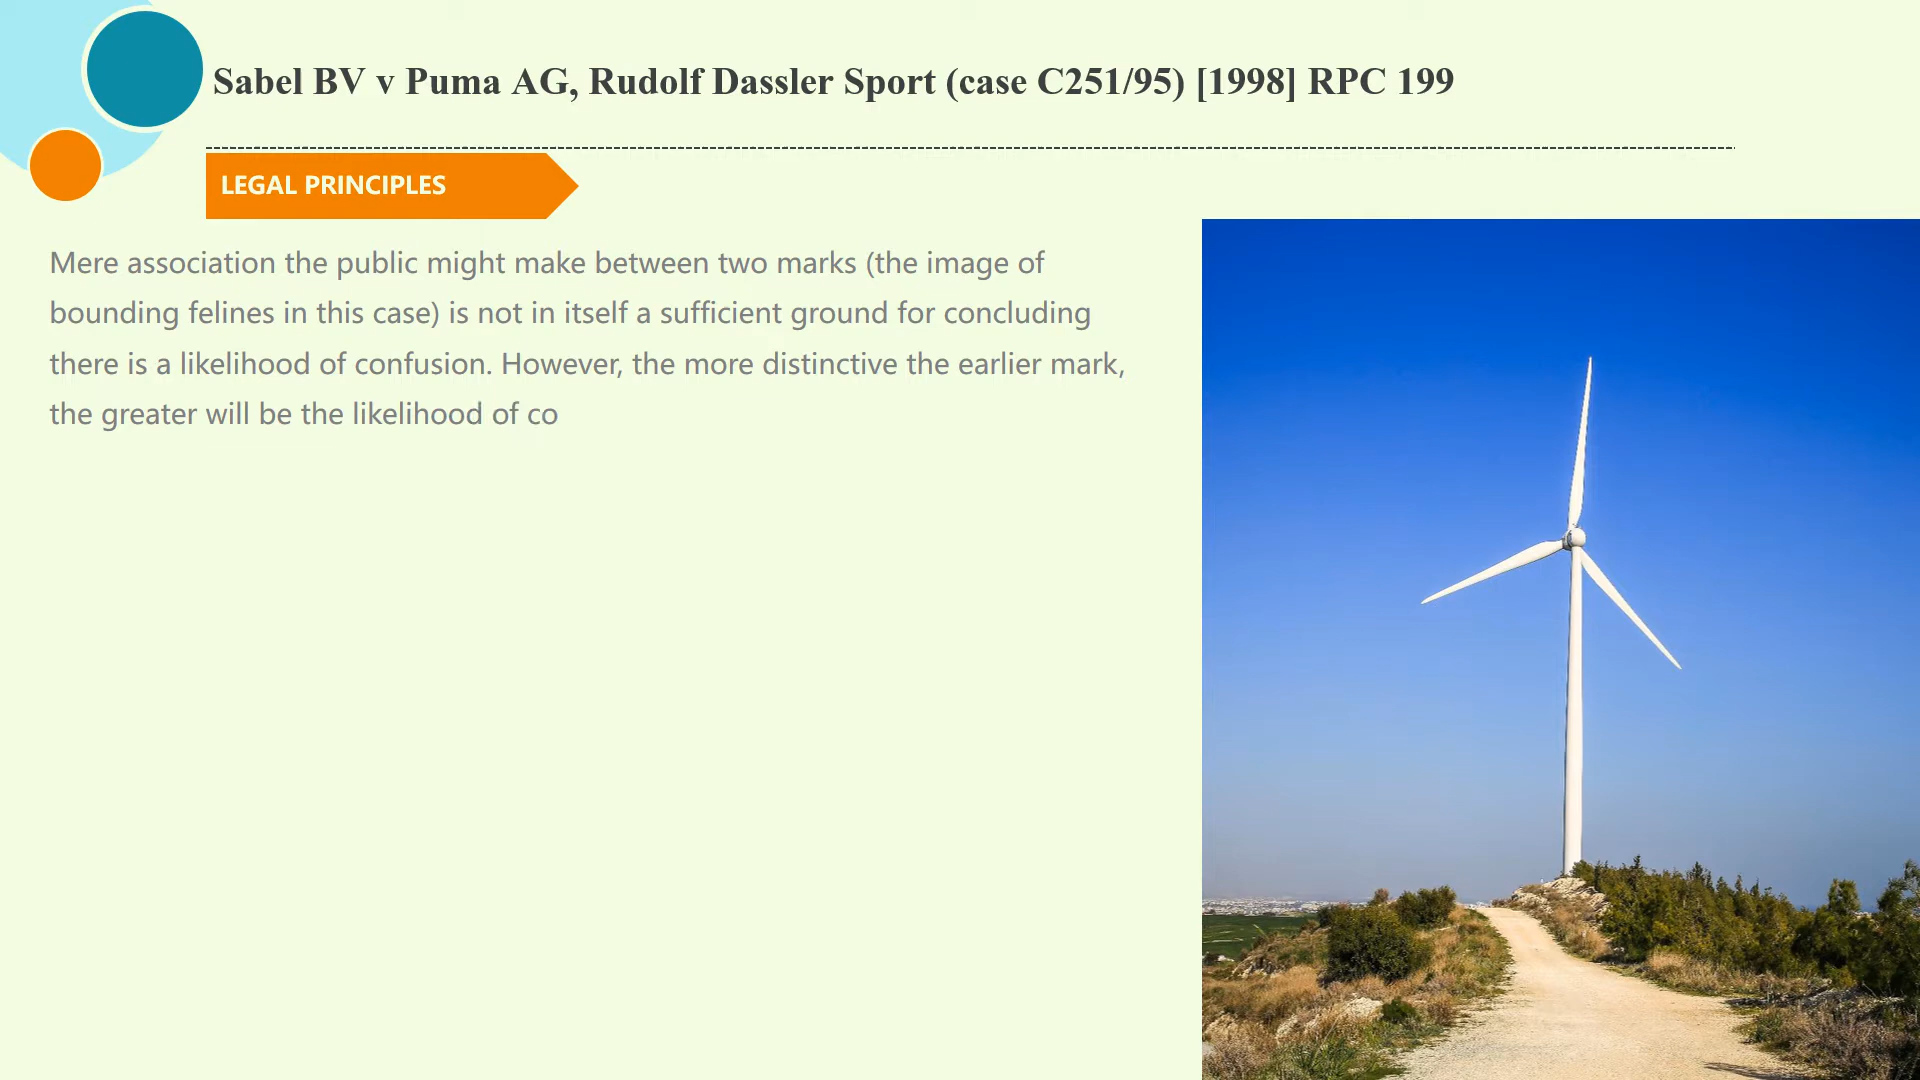 Sabel BV v Puma AG, Rudolf Dassler Sport (case C251/95) [1998] RPC 199
LEGAL PRINCIPLES
Mere association the public might make between two marks (the image of
bounding felines in this case) is not in itself a sufficient ground for concluding
there is a likelihood of confusion. However, the more distinctive the earlier mark,
the greater will be the likelihood of co